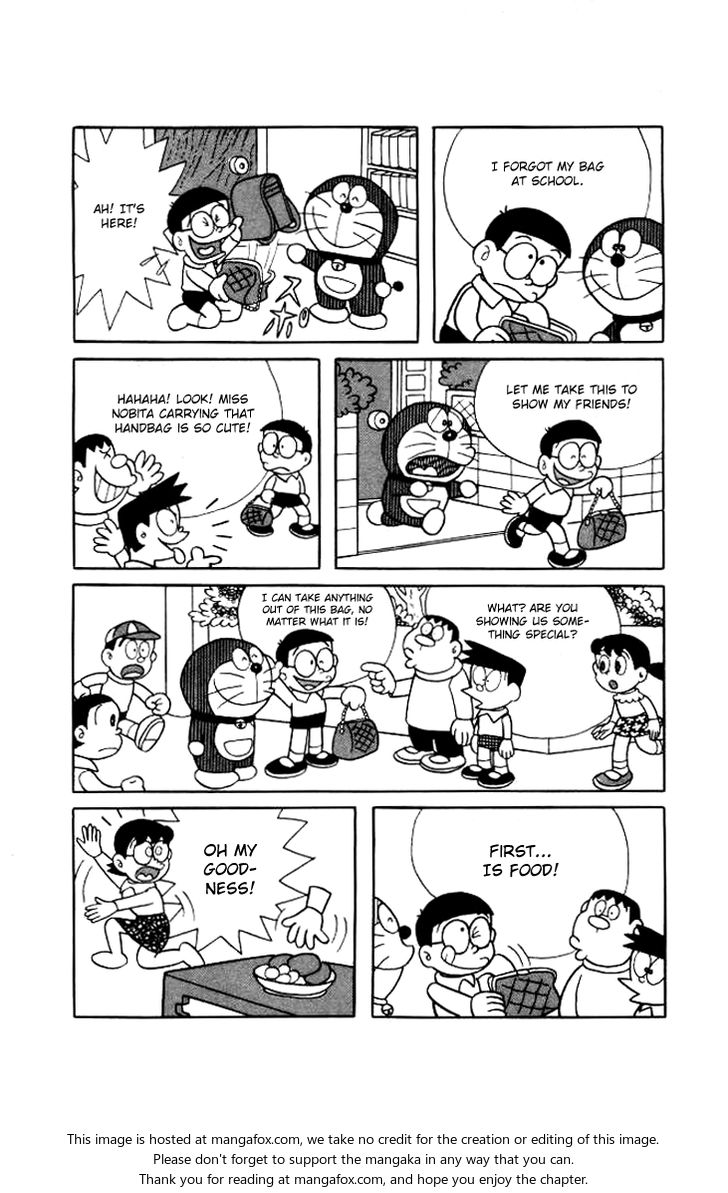 I FORGOT MY BAG
AT SCHOOL.
AH! IT'S
HERE!
スポ
LET ME TAKE THIS TO
SHOW MY FRIENDS!
HAHAHA! LOOK! MISS
NOBITA CARRYING THAT
HANDBAG IS SO CUTE!
WHAT? ARE YOU
SHOWING US SOME-
THING SPECIAL?
I CAN TAKE ANYTHING
OUT OF THIS BAG, NO
MATTER WHAT IT IS!
FIRST...
IS FOOD!
OH MY
GOOD-
NESS!
This image is hosted at mangafox.com, we take no credit for the creation or editing of this image.
Please don't forget to support the mangaka in any way that you can.
Thank you for reading at mangafox.com, and hope you enjoy the chapter.